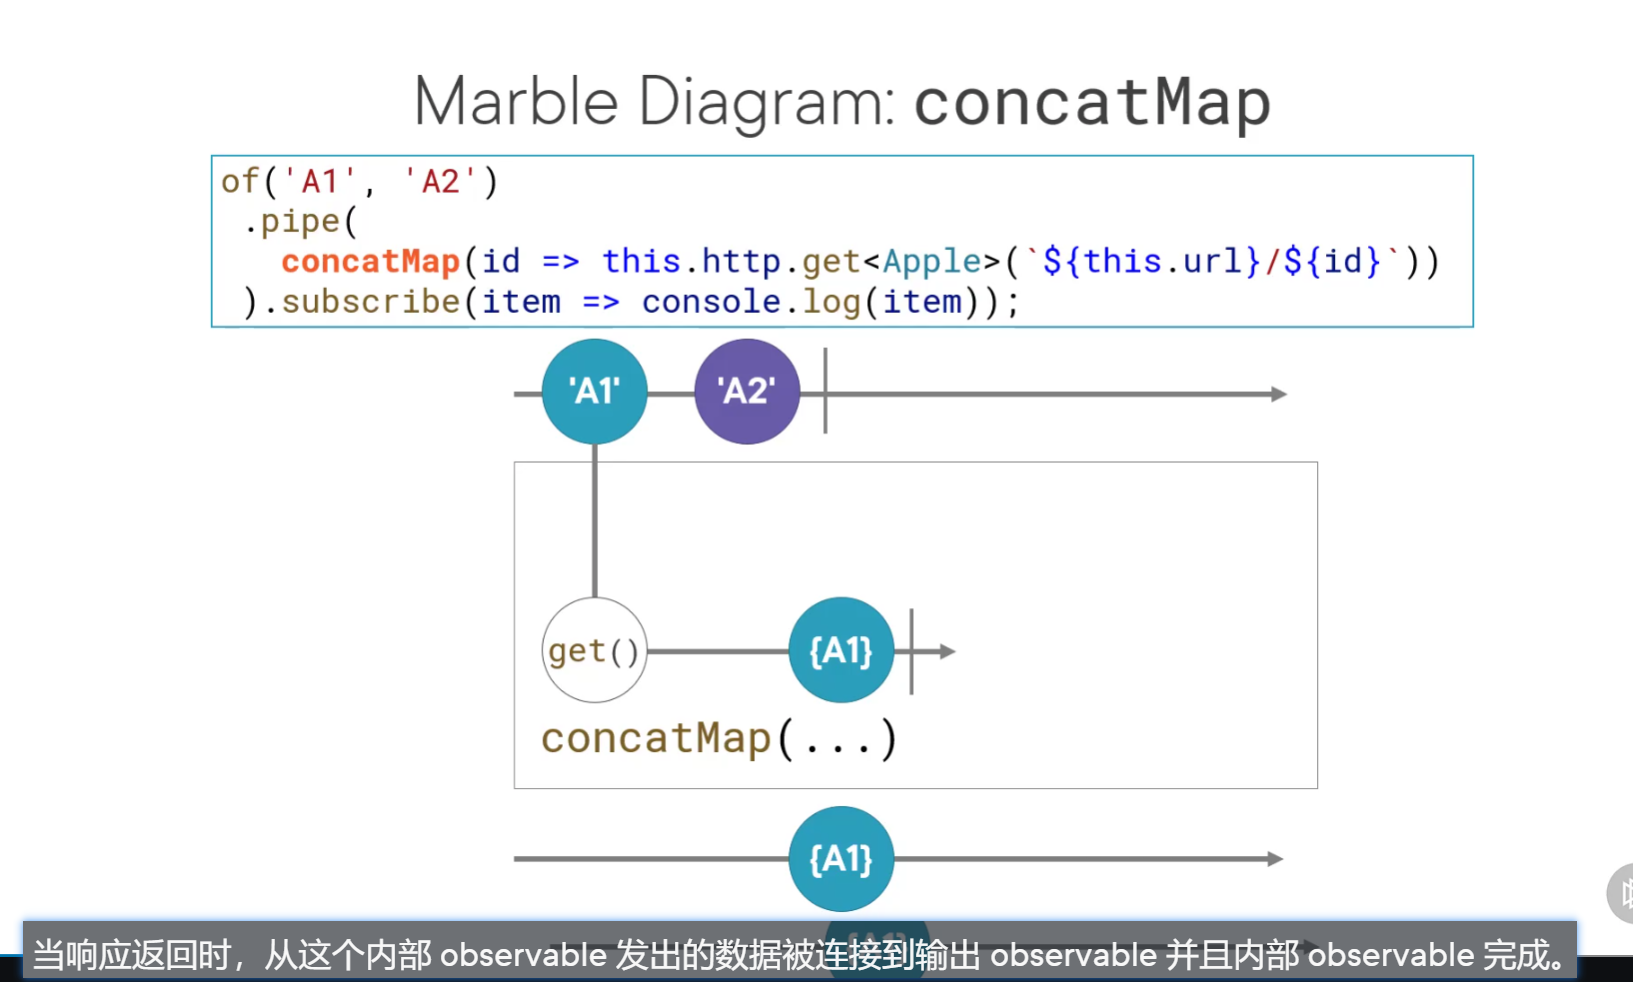 Marble Diagram: concatMap
of('A1', 'A2')
.pipe(
concatMap(id => this.http.get<Apple>(`${this.url}/${id}`))
).subscribe(item => console.log(item));
'A1' 'A2'
get() {A1}
concatMap(...)
{A1}
当响应返回时，从这个内部 observable 发出的数据被连接到输出 observable 并且内部 observable 完成。